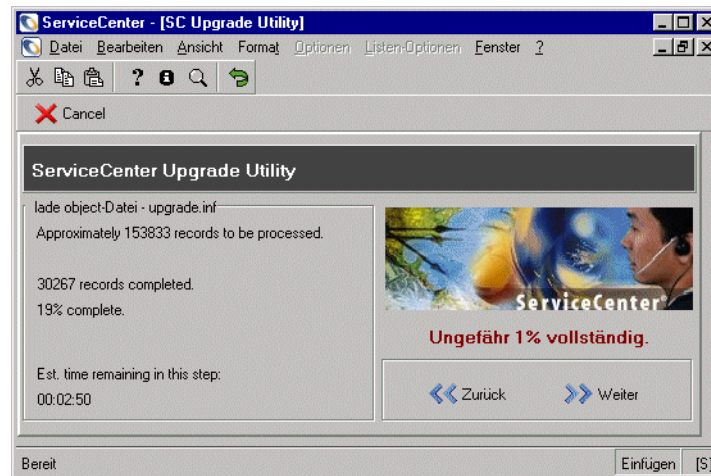 ServiceCenter - [SC Upgrade Utility]
Datei Bearbeiten Ansicht Format Optionen Listen-Optionen Fenster ?
Cancel
ServiceCenter Upgrade Utility
lade object-Datei - upgrade.inf
Approximately 153833 records to be processed.
30267 records completed.
19% complete.
Est. time remaining in this step:
00:02:50
ServiceCenter®
Ungefähr 1% vollständig.
Zurück Weiter
Bereit Einfügen [S